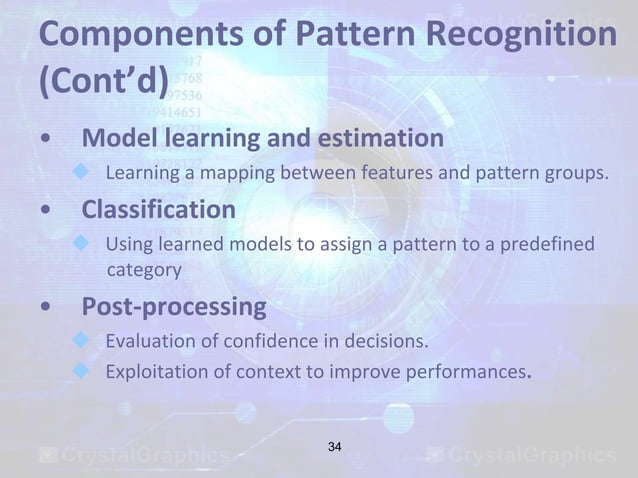 Components of Pattern Recognition
(Cont’d)
• Model learning and estimation
◆ Learning a mapping between features and pattern groups.
• Classification
◆ Using learned models to assign a pattern to a predefined
category
• Post-processing
◆ Evaluation of confidence in decisions.
◆ Exploitation of context to improve performances.
34
CrystalGraphics CrystalGraphics